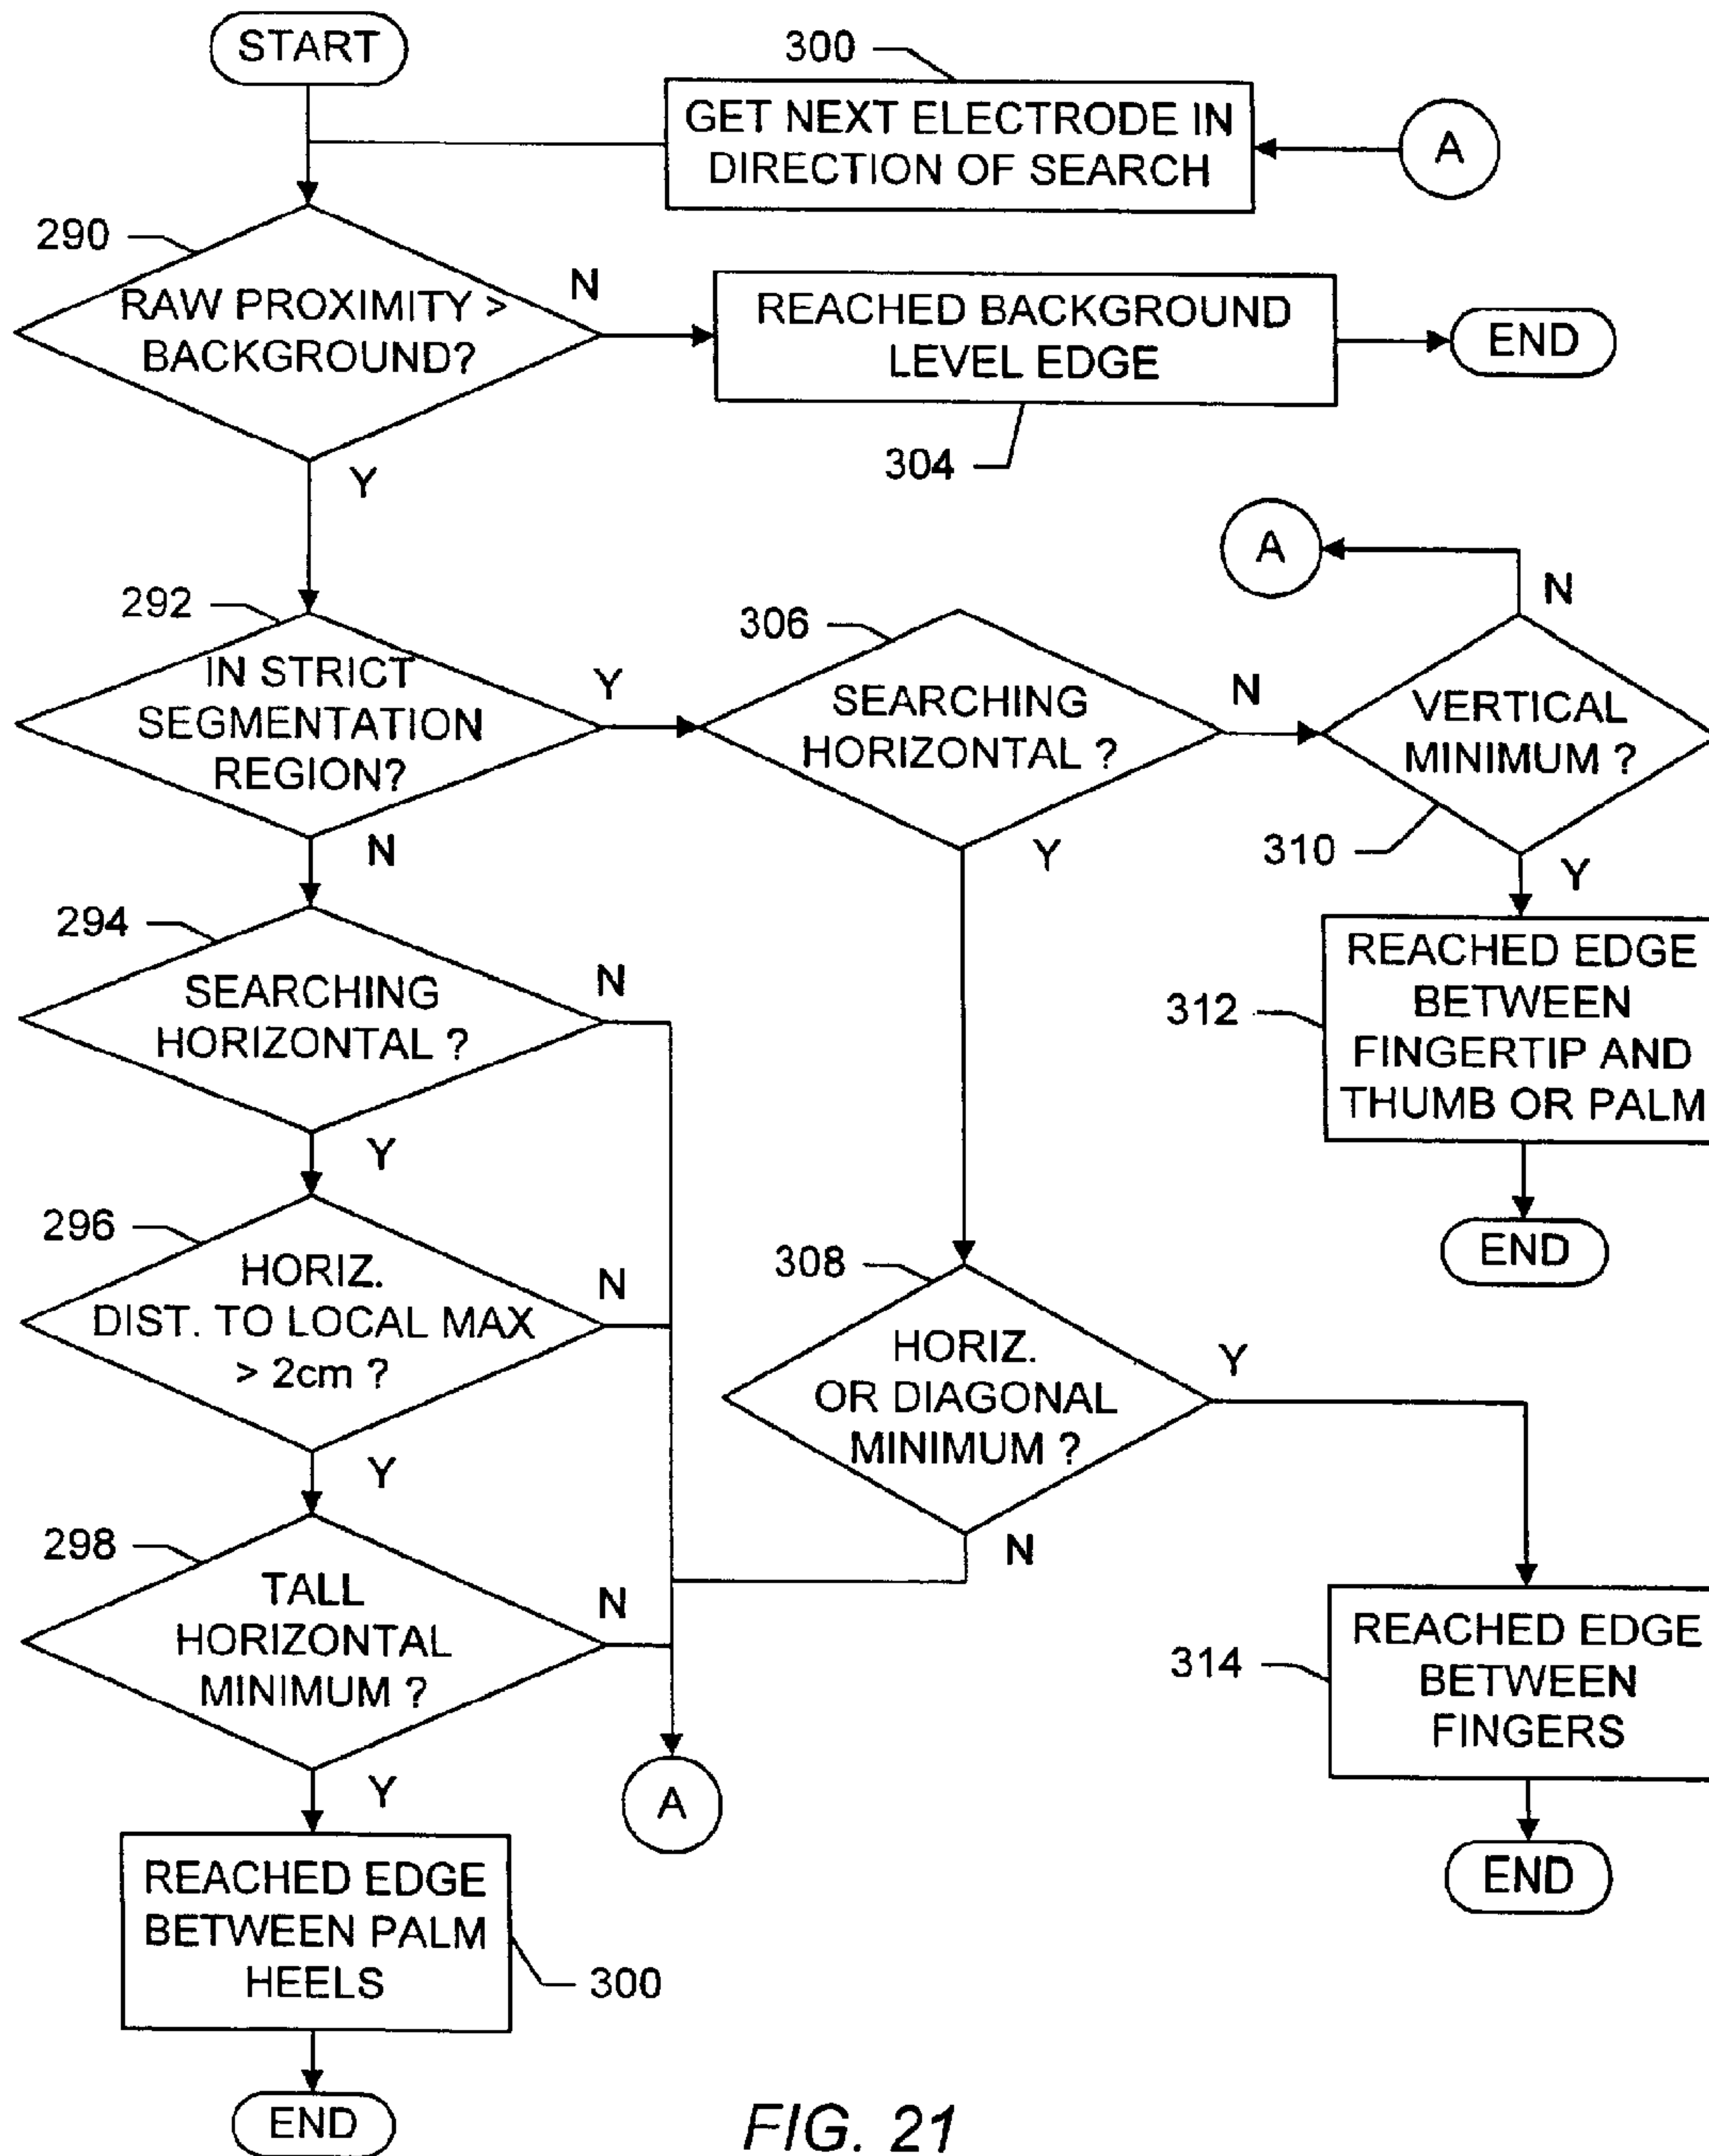 START
300
GET NEXT ELECTRODE IN
DIRECTION OF SEARCH
A
290
RAW PROXIMITY >
BACKGROUND?
N
Y
REACHED BACKGROUND
LEVEL EDGE
304
END
292
IN STRICT
SEGMENTATION
REGION?
Y
N
306
SEARCHING
HORIZONTAL ?
N
Y
A
N
VERTICAL
MINIMUM ?
310
Y
312
REACHED EDGE
BETWEEN
FINGERTIP AND
THUMB OR PALM
END
294
SEARCHING
HORIZONTAL ?
N
Y
296
HORIZ.
DIST. TO LOCAL MAX
> 2cm ?
N
Y
308
HORIZ.
OR DIAGONAL
MINIMUM ?
Y
N
298
TALL
HORIZONTAL
MINIMUM ?
N
Y
A
314
REACHED EDGE
BETWEEN
FINGERS
END
REACHED EDGE
BETWEEN PALM
HEELS
300
END
FIG. 21